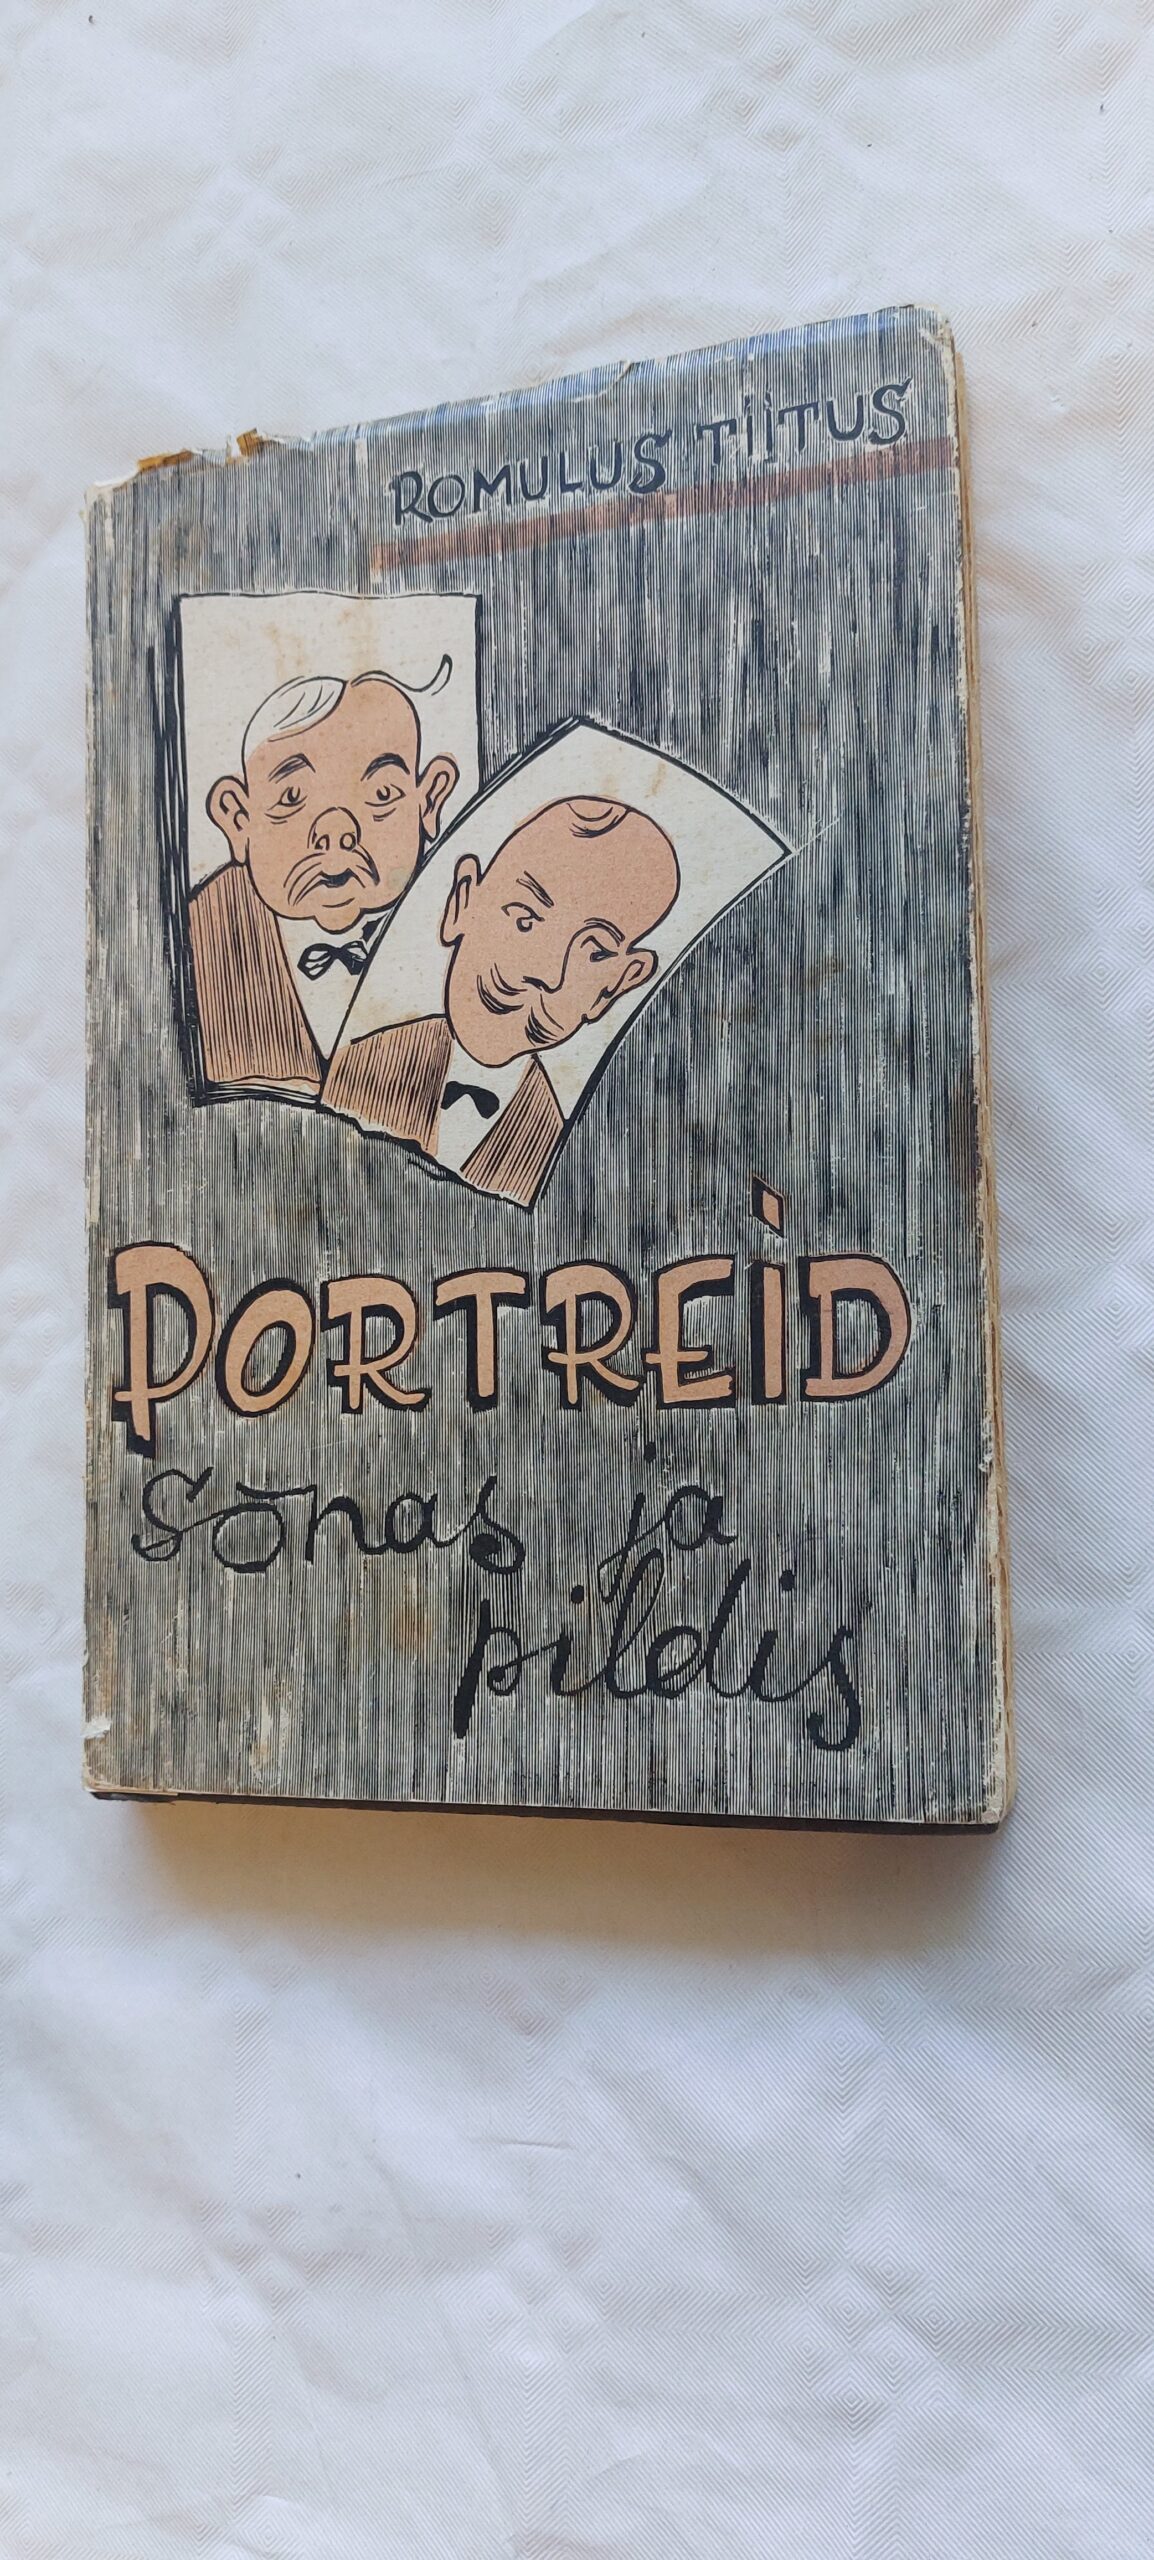 ROMULUS TIITUS
PORTREID
sõnas ja
pildis